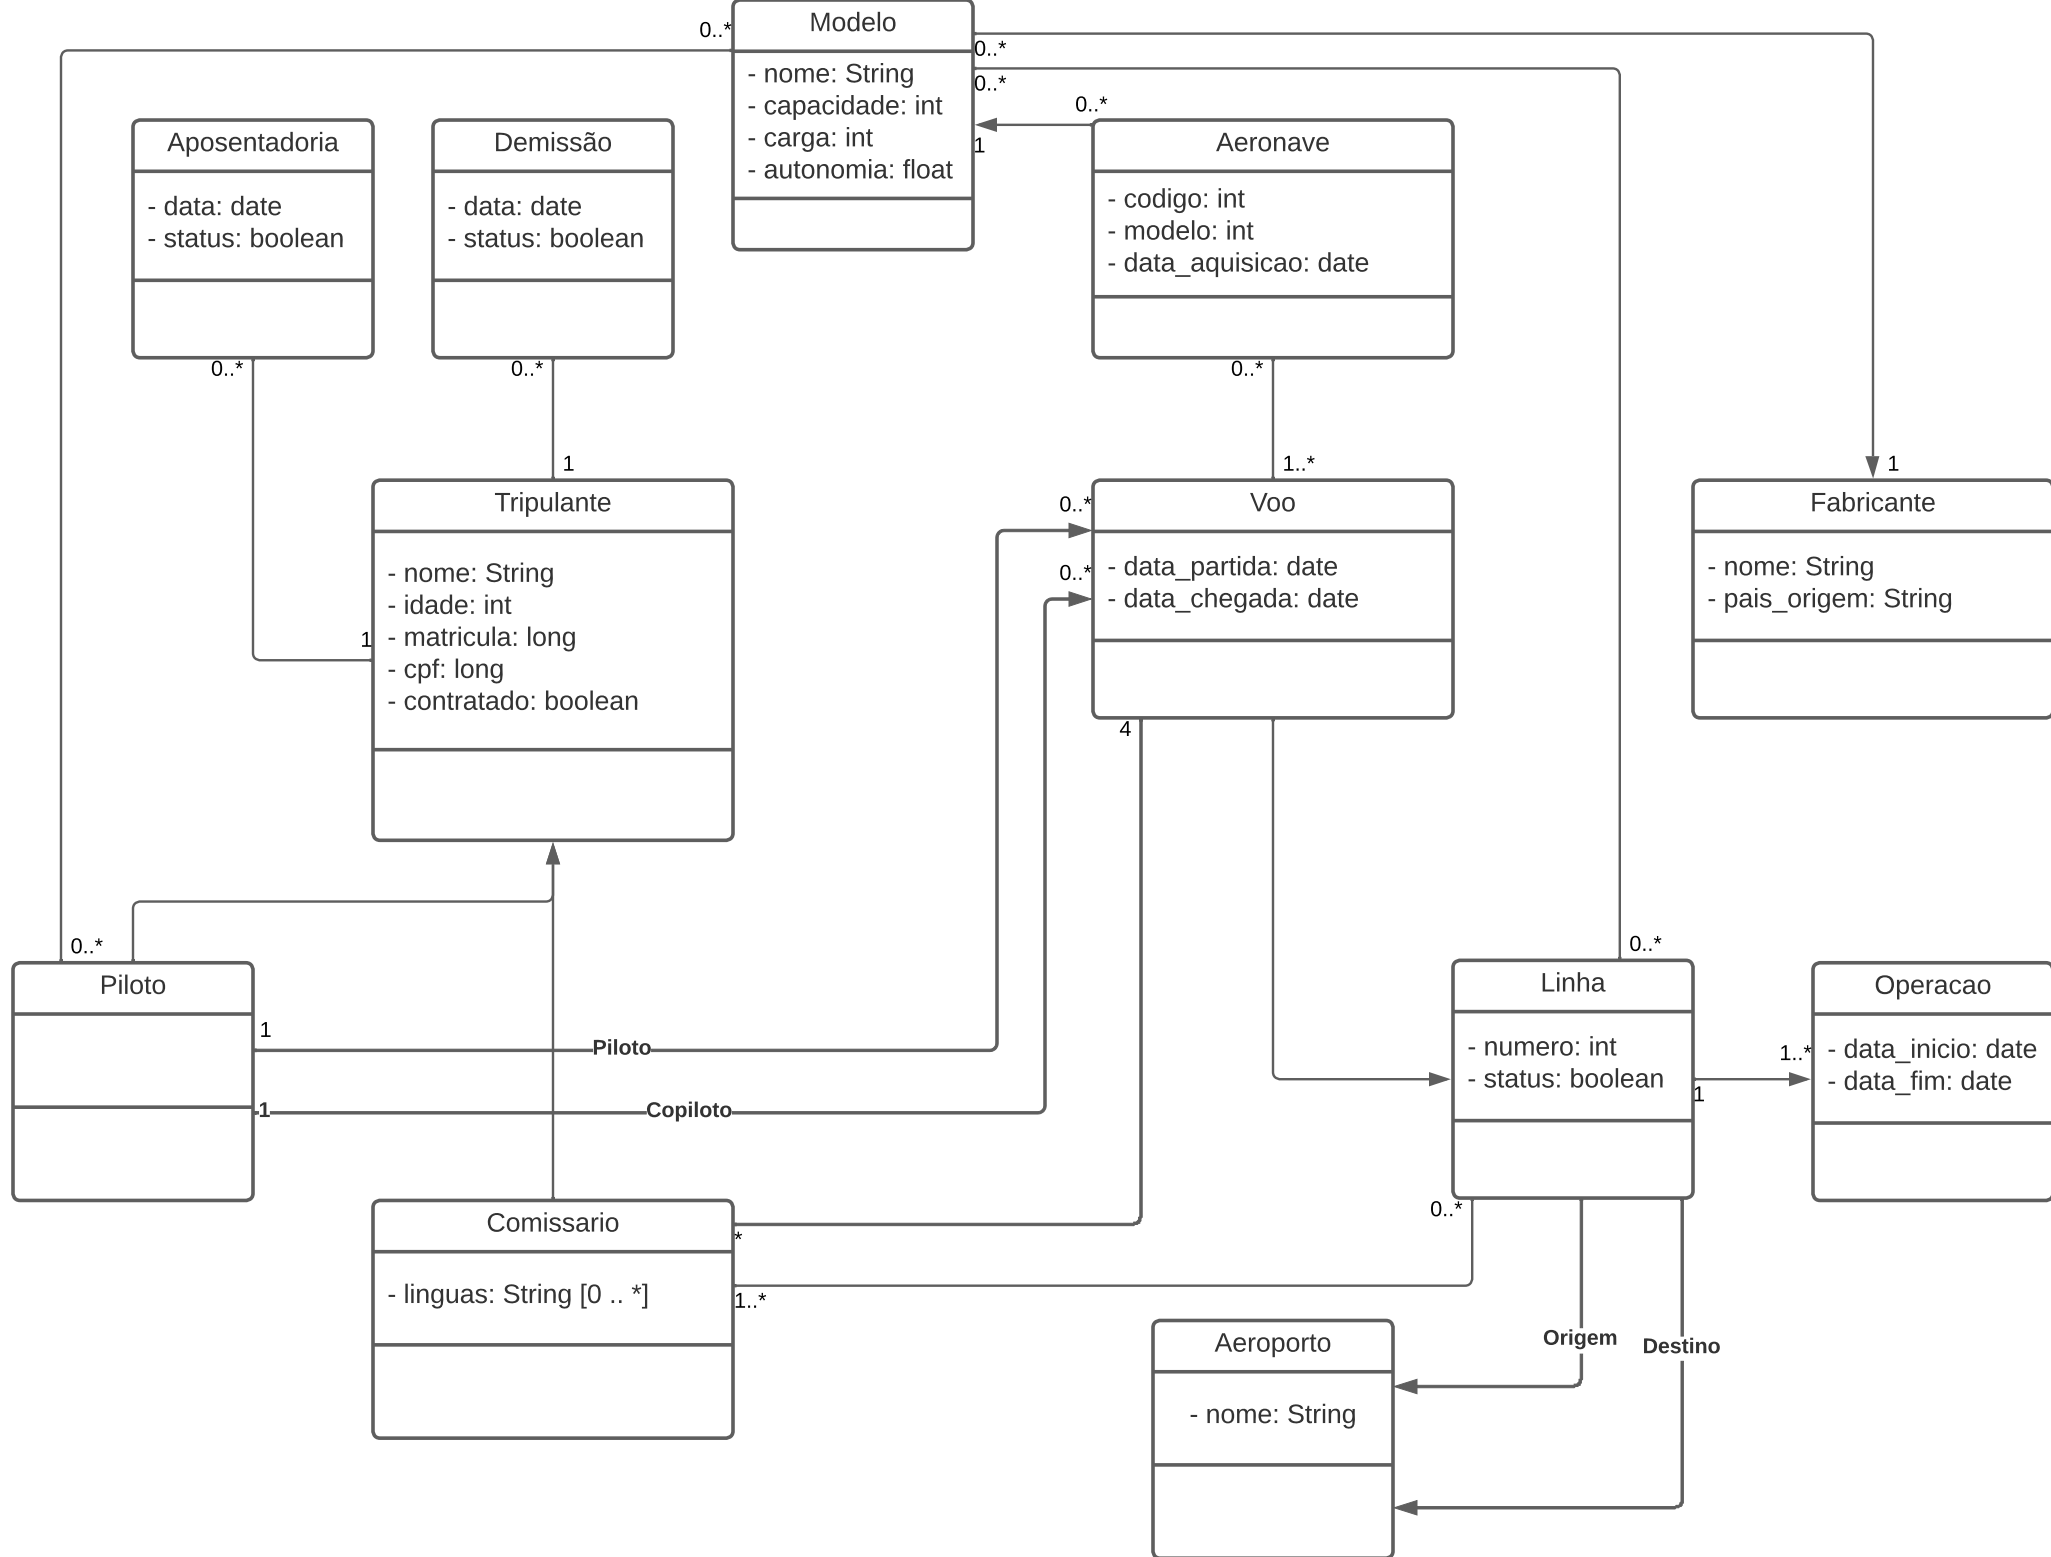 Modelo
- nome: String
- capacidade: int
- carga: int
- autonomia: float
0..*
0..*
0..*
1
0..*
Aposentadoria
- data: date
- status: boolean
0..*
Demissão
- data: date
- status: boolean
0..*
Aeronave
- codigo: int
- modelo: int
- data_aquisicao: date
0..*
1
1..*
1
Tripulante
- nome: String
- idade: int
- matricula: long
- cpf: long
- contratado: boolean
1
Voo
- data_partida: date
- data_chegada: date
0..*
0..*
4
Fabricante
- nome: String
- pais_origem: String
0..*
Piloto
1
Piloto
1
Copiloto
0..*
Linha
- numero: int
- status: boolean
1
1..*
Operacao
- data_inicio: date
- data_fim: date
Comissario
- linguas: String [0 .. *]
*
1..*
0..*
Origem
Destino
Aeroporto
- nome: String